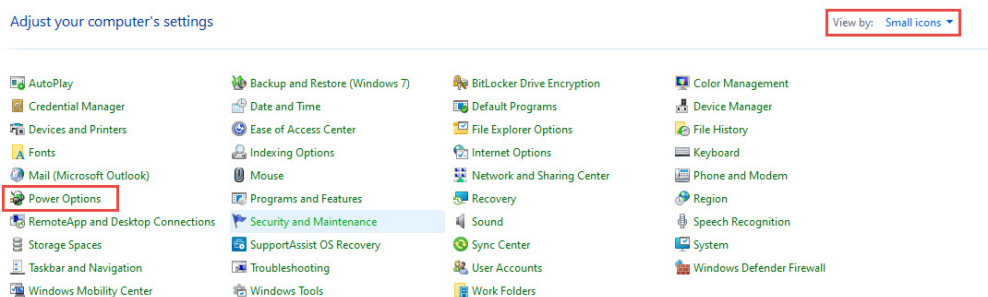 Adjust your computer's settings
View by: Small icons
AutoPlay
Backup and Restore (Windows 7)
BitLocker Drive Encryption
Color Management
Credential Manager
Date and Time
Default Programs
Device Manager
Devices and Printers
Ease of Access Center
File Explorer Options
File History
Fonts
Indexing Options
Internet Options
Keyboard
Mail (Microsoft Outlook)
Mouse
Network and Sharing Center
Phone and Modem
Power Options
Programs and Features
Recovery
Region
RemoteApp and Desktop Connections
Security and Maintenance
Sound
Speech Recognition
Storage Spaces
SupportAssist OS Recovery
Sync Center
System
Taskbar and Navigation
Troubleshooting
User Accounts
Windows Defender Firewall
Windows Mobility Center
Windows Tools
Work Folders